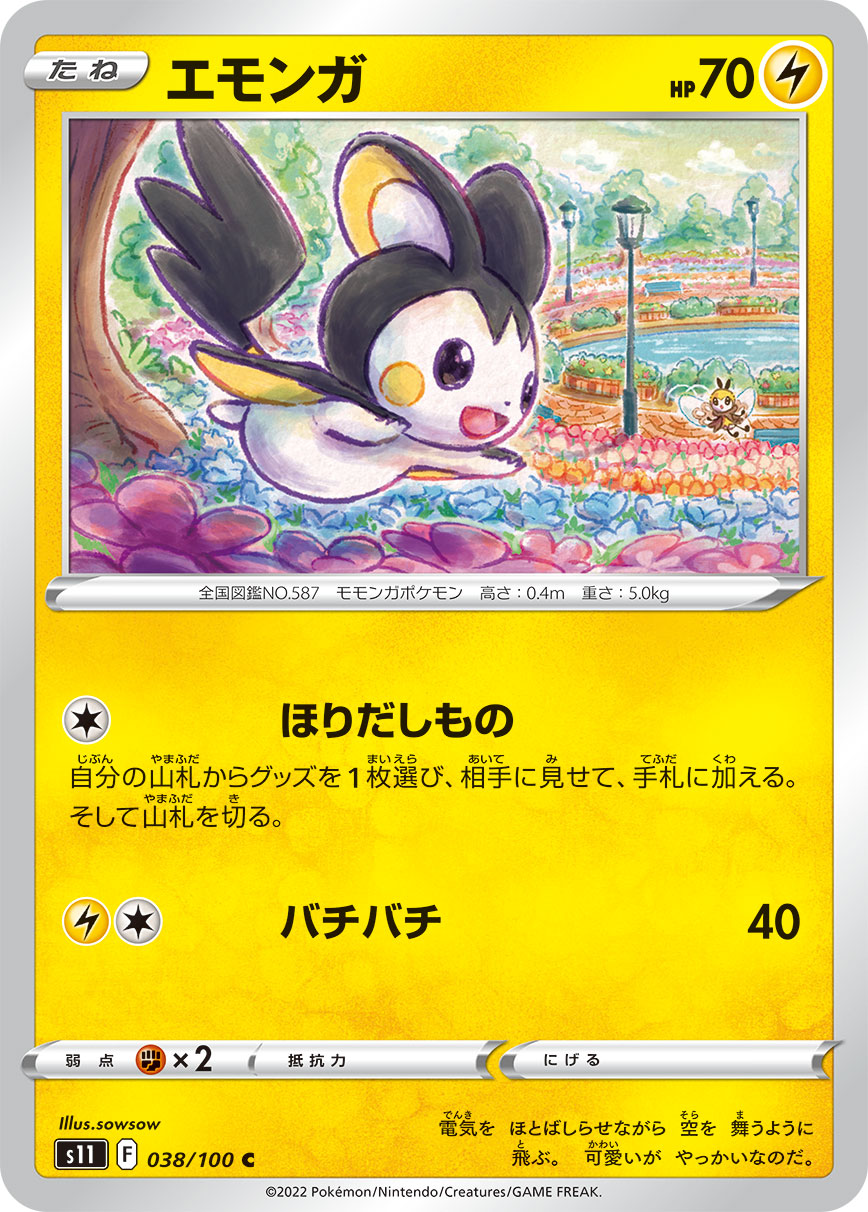 たね エモンガ HP70
全国図鑑NO.587 モモンガポケモン 高さ:0.4m 重さ:5.0kg
ほりだしもの
自分の山札からグッズを1枚選び、相手に見せて、手札に加える。
そして山札を切る。
バチバチ 40
弱点 ×2 抵抗力 にげる
Illus.sowsow
s11 F 038/100 C
電気を ほとばしらせながら 空を 舞うように
飛ぶ。 可愛いが やっかいなのだ。
©2022 Pokémon/Nintendo/Creatures/GAME FREAK.